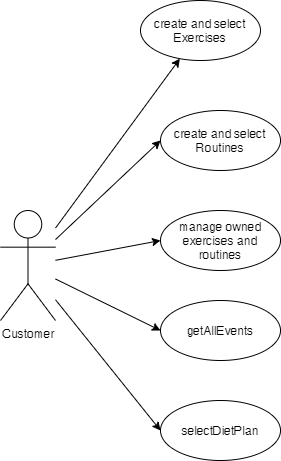 create and select
Exercises
create and select
Routines
manage owned
exercises and
routines
Customer
getAllEvents
selectDietPlan